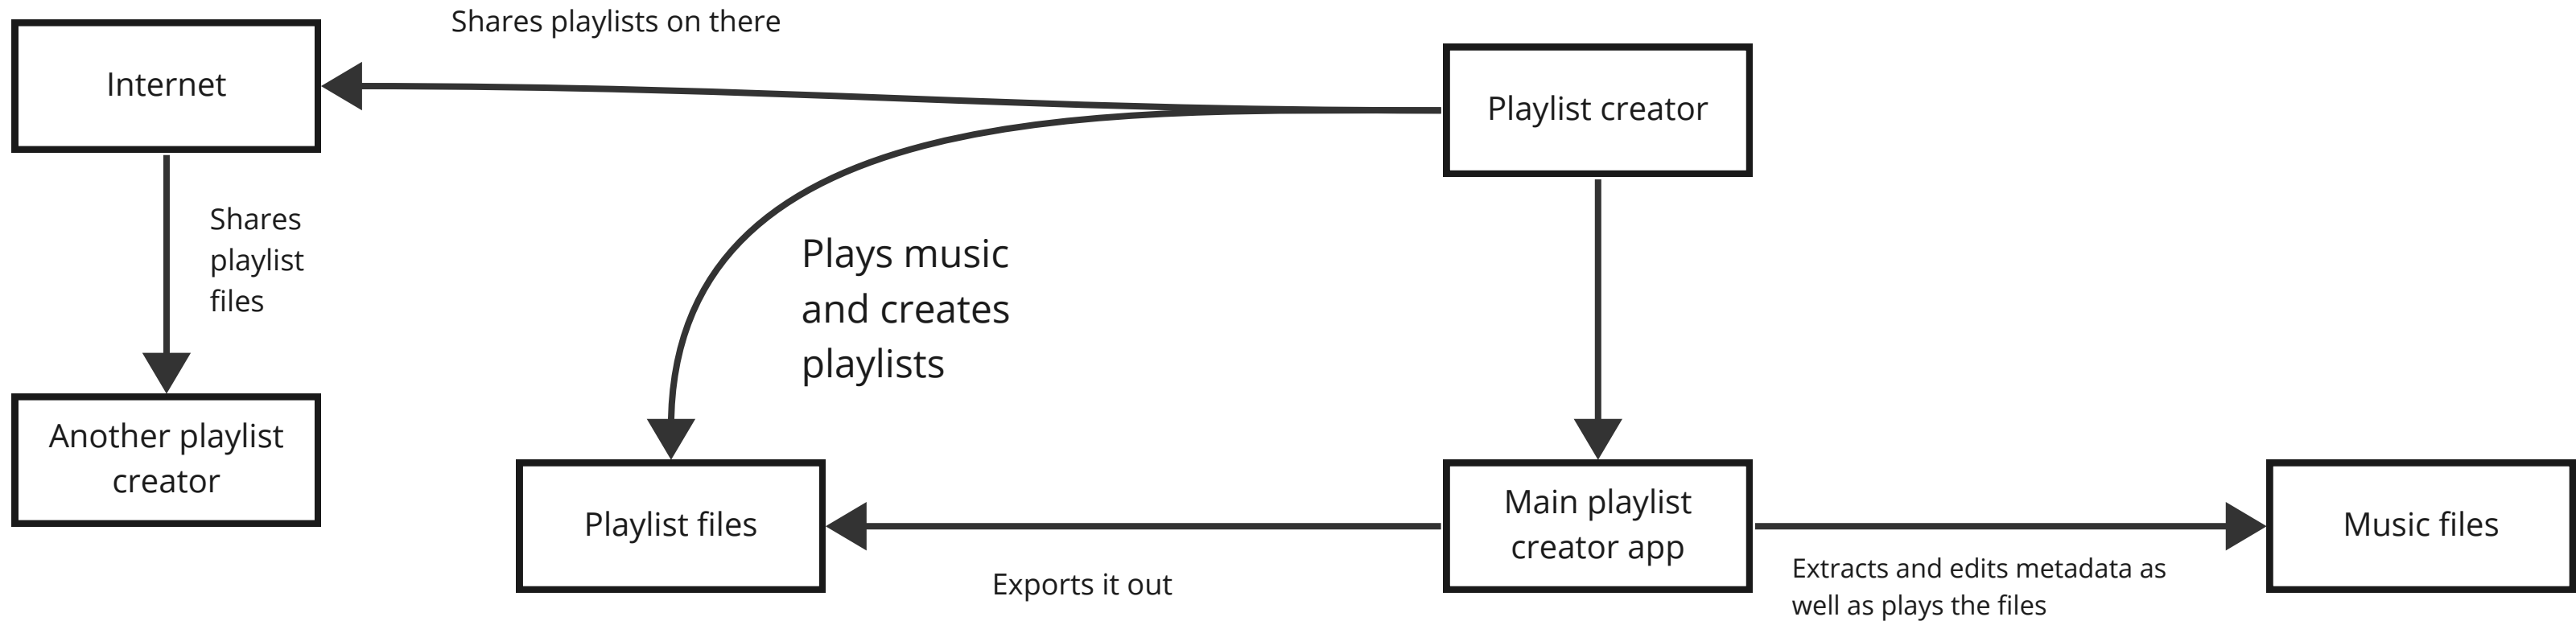 Shares playlists on there
Internet
Playlist creator
Shares
playlist
files
Plays music
and creates
playlists
Another playlist
creator
Playlist files
Main playlist
creator app
Music files
Exports it out
Extracts and edits metadata as
well as plays the files